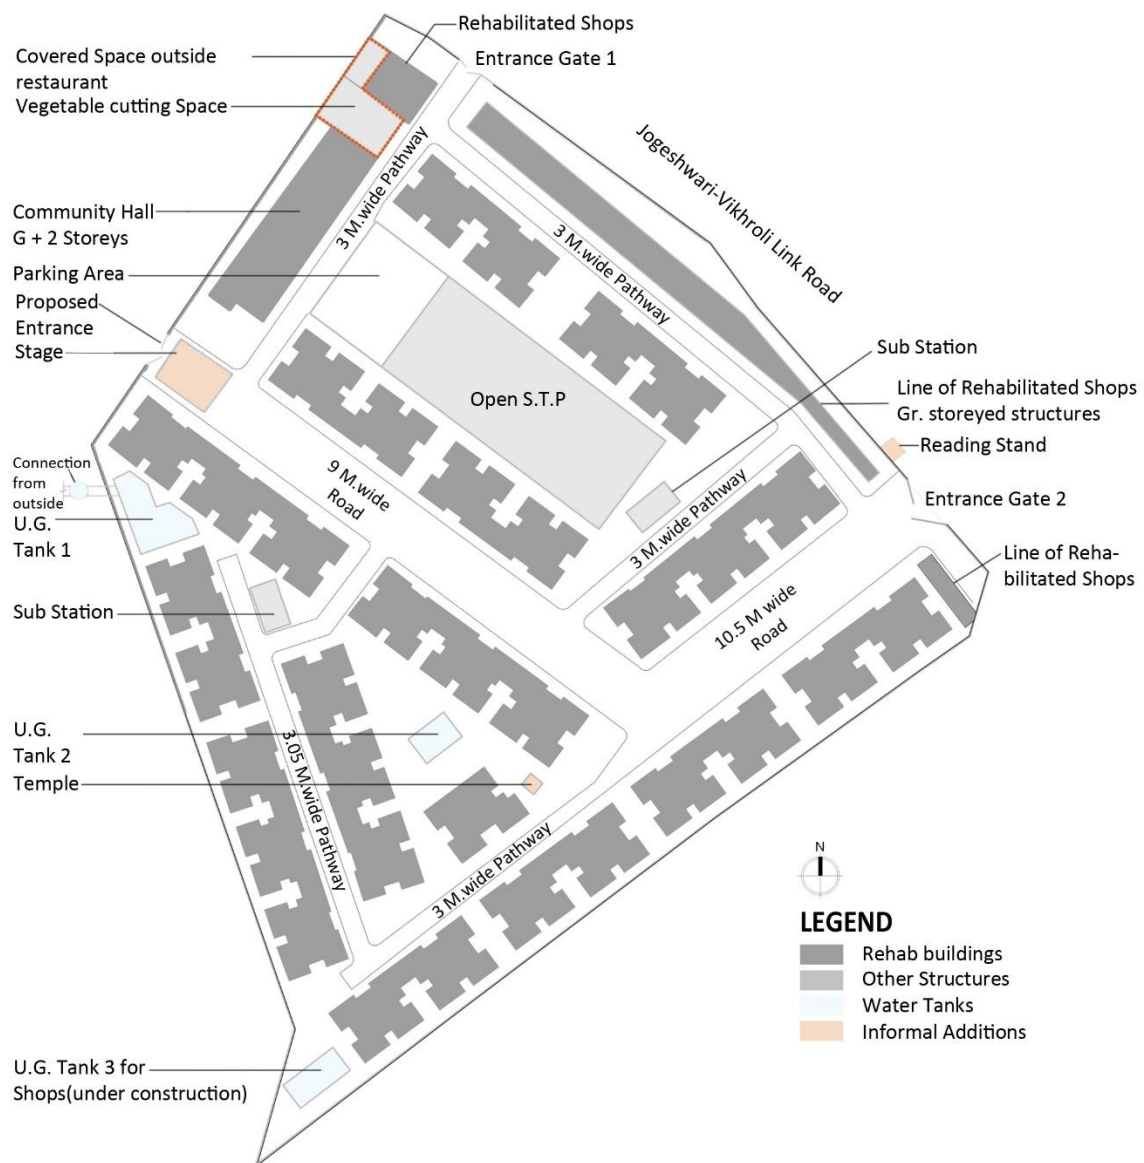 Rehabilitated Shops
Covered Space outside
restaurant
Entrance Gate 1
Vegetable cutting Space
Jogeshwari-Vikhroli Link Road
3 M.wide Pathway
Community Hall
G + 2 Storeys
3 M.wide Pathway
Parking Area
Proposed
Entrance
Stage
Sub Station
Line of Rehabilitated Shops
Gr. storeyed structures
Open S.T.P
Reading Stand
Connection
from
outside
9 M.wide
Road
Entrance Gate 2
U.G.
Tank 1
3 M.wide Pathway
Line of Reha-
bilitated Shops
Sub Station
10.5 M wide
Road
U.G.
Tank 2
3.05 M.wide Pathway
Temple
3 M.wide Pathway
N
LEGEND
Rehab buildings
Other Structures
Water Tanks
Informal Additions
U.G. Tank 3 for
Shops(under construction)